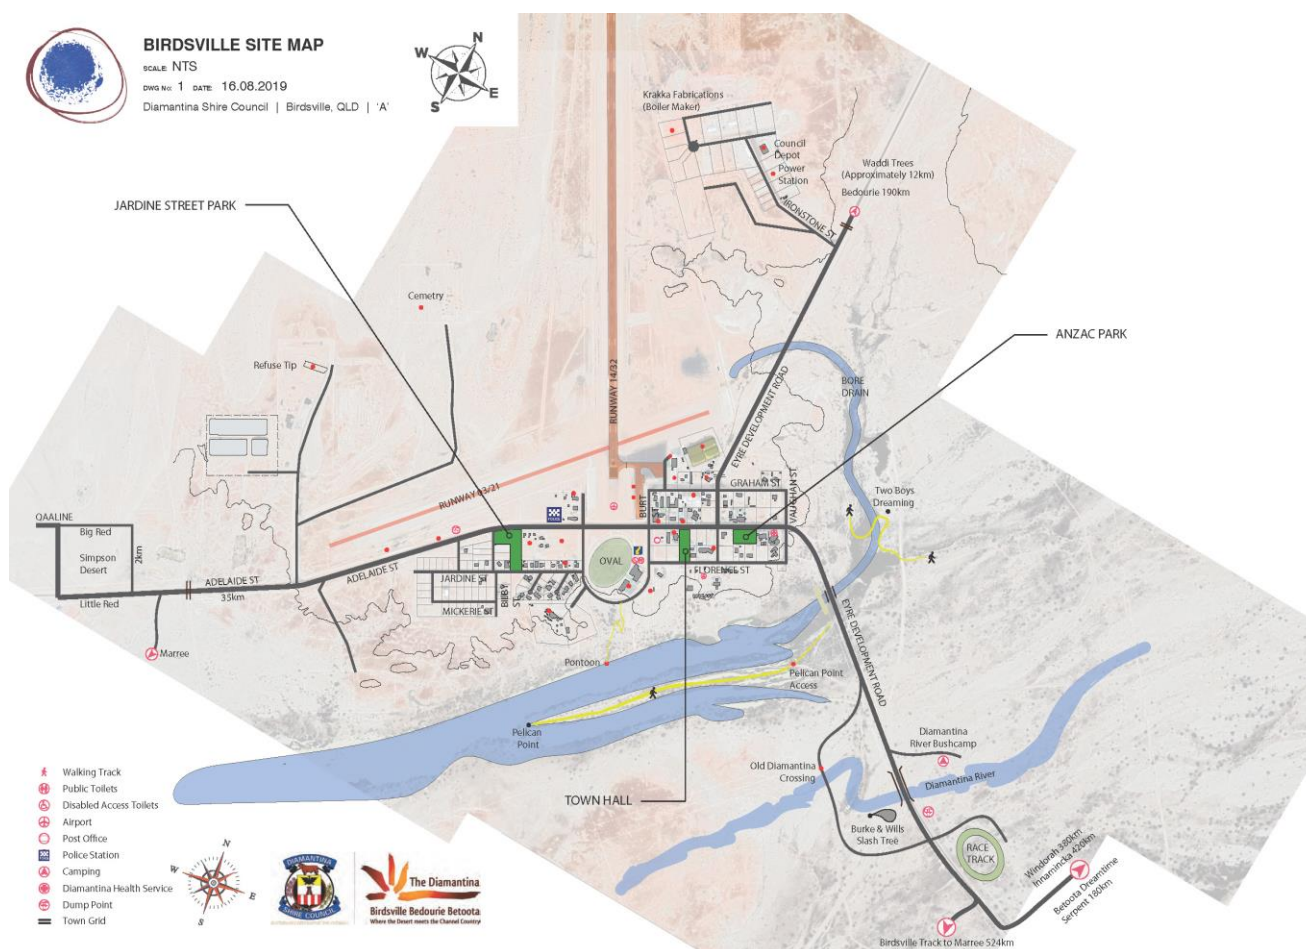 BIRDSVILLE SITE MAP
SCALE: NTS
DWG No: 1 DATE: 16.08.2019
Diamantina Shire Council | Birdsville, QLD | 'A'
N
W
E
S
Krakka Fabrications
(Boiler Maker)
Council
Depot
Power
Station
Waddi Trees
(Approximately 12km)
Bedourie 190km
IRONSTONE ST
JARDINE STREET PARK
Cemetry
ANZAC PARK
Refuse Tip
RUNWAY 14/32
EYRE DEVELOPMENT ROAD
BORE
DRAIN
RUNWAY 03/21
BURT
ST
GRAHAM ST
VAUGHAN ST
Two Boys
Dreaming
QAALINE
Big Red
Simpson
Desert
2km
Little Red
ADELAIDE ST
35km
ADELAIDE ST
POLICE
OVAL
FLORENCE ST
JARDINE ST
MICKERIE ST
BILBY
ST
EYRE DEVELOPMENT ROAD
Marree
Pontoon
Pelican Point
Access
Pelican
Point
Diamantina
River Bushcamp
Old Diamantina
Crossing
Diamantina River
TOWN HALL
Burke & Wills
Slash Tree
RACE
TRACK
Windorah 380km
Innamincka 420km
Betoota Dreamtime
Serpent 180km
Birdsville Track to Marree 524km
Walking Track
Public Toilets
Disabled Access Toilets
Airport
Post Office
Police Station
Camping
Diamantina Health Service
Dump Point
Town Grid
N
W
E
S
DIAMANTINA
SHIRE COUNCIL
The Diamantina
Birdsville Bedourie Betoota
Where the Desert meets the Channel Country